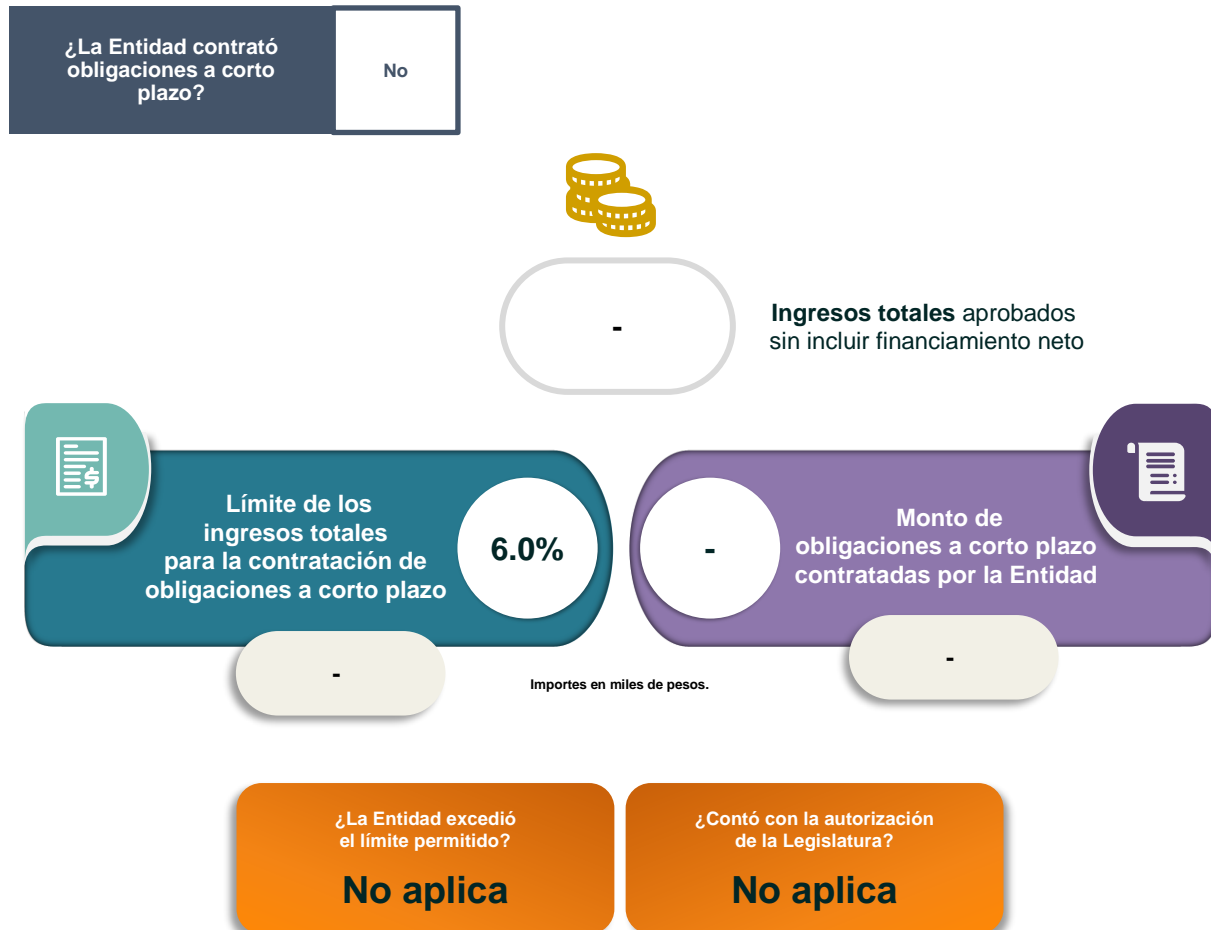 ¿La Entidad contrató
obligaciones a corto
plazo?
No
-
Ingresos totales aprobados
sin incluir financiamiento neto
Límite de los
ingresos totales
para la contratación de
obligaciones a corto plazo
6.0%
-
-
Monto de
obligaciones a corto plazo
contratadas por la Entidad
-
Importes en miles de pesos.
¿La Entidad excedió
el límite permitido?
No aplica
¿Contó con la autorización
de la Legislatura?
No aplica